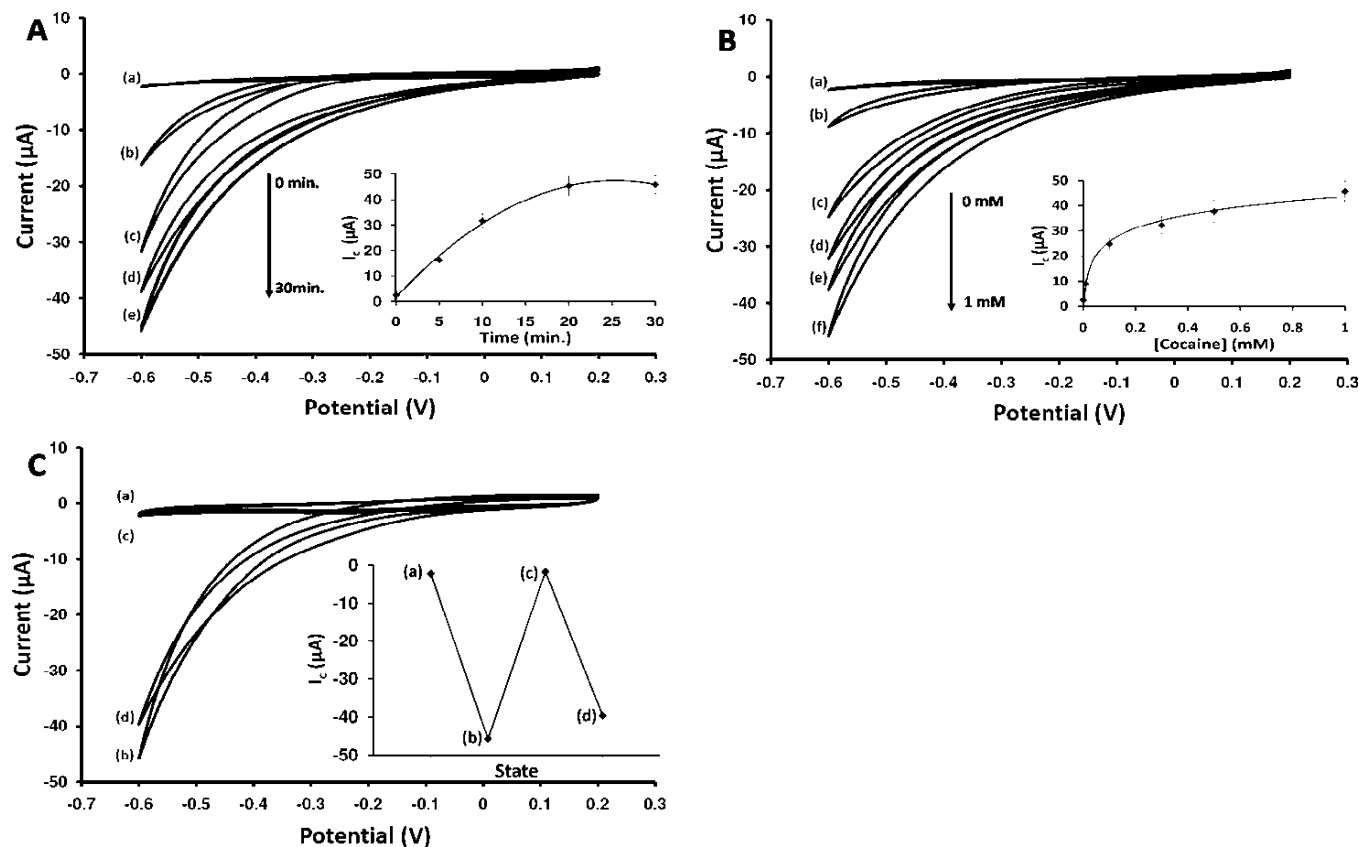 A
10
0
-10
-20
-30
-40
-50
-0.7 -0.6 -0.5 -0.4 -0.3 -0.2 -0.1 0 0.1 0.2 0.3
Current (µA)
Potential (V)
(a)
(b)
(c)
(d)
(e)
0 min.
30min.
50
40
30
20
10
0
0 5 10 20 30
Ic (µA)
Time (min.)
B
10
0
-10
-20
-30
-40
-50
-0.7 -0.6 -0.5 -0.4 -0.3 -0.2 -0.1 0 0.1 0.2 0.3
Current (µA)
Potential (V)
(a)
(b)
(c)
(d)
(e)
(f)
0 mM
1 mM
50
40
30
20
10
0
0 0.2 0.4 0.6 0.8 1
Ic (µA)
[Cocaine] (mM)
C
10
0
-10
-20
-30
-40
-50
-0.7 -0.6 -0.5 -0.4 -0.3 -0.2 -0.1 0 0.1 0.2 0.3
Current (µA)
Potential (V)
(a)
(c)
(d)
(b)
0
-10
-20
-30
-40
-50
Ic (µA)
State
(a)
(c)
(b)
(d)